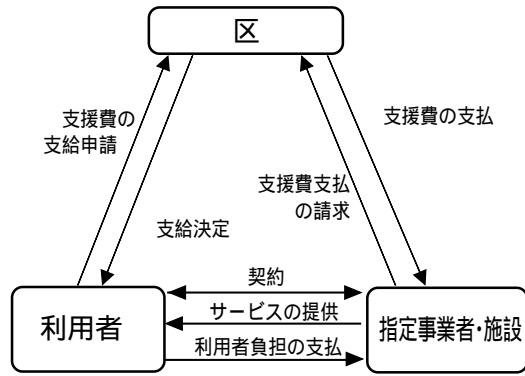 区
支援費の
支給申請
支援費の支払
支援費支払
の請求
支給決定
契約
サービスの提供
利用者負担の支払
利用者
指定事業者・施設